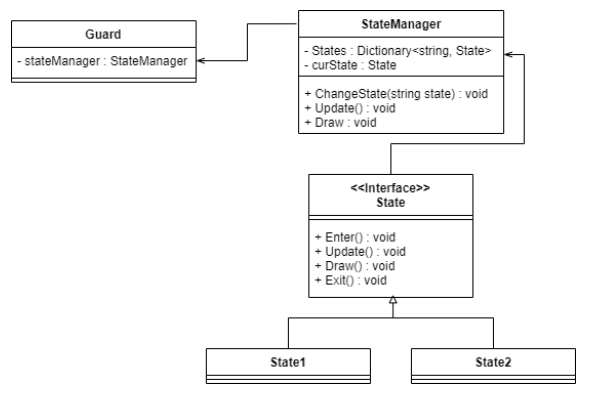 Guard
- stateManager : StateManager
StateManager
- States : Dictionary<string, State>
- curState : State
+ ChangeState(string state) : void
+ Update() : void
+ Draw : void
<<Interface>>
State
+ Enter() : void
+ Update() : void
+ Draw() : void
+ Exit() : void
State1
State2